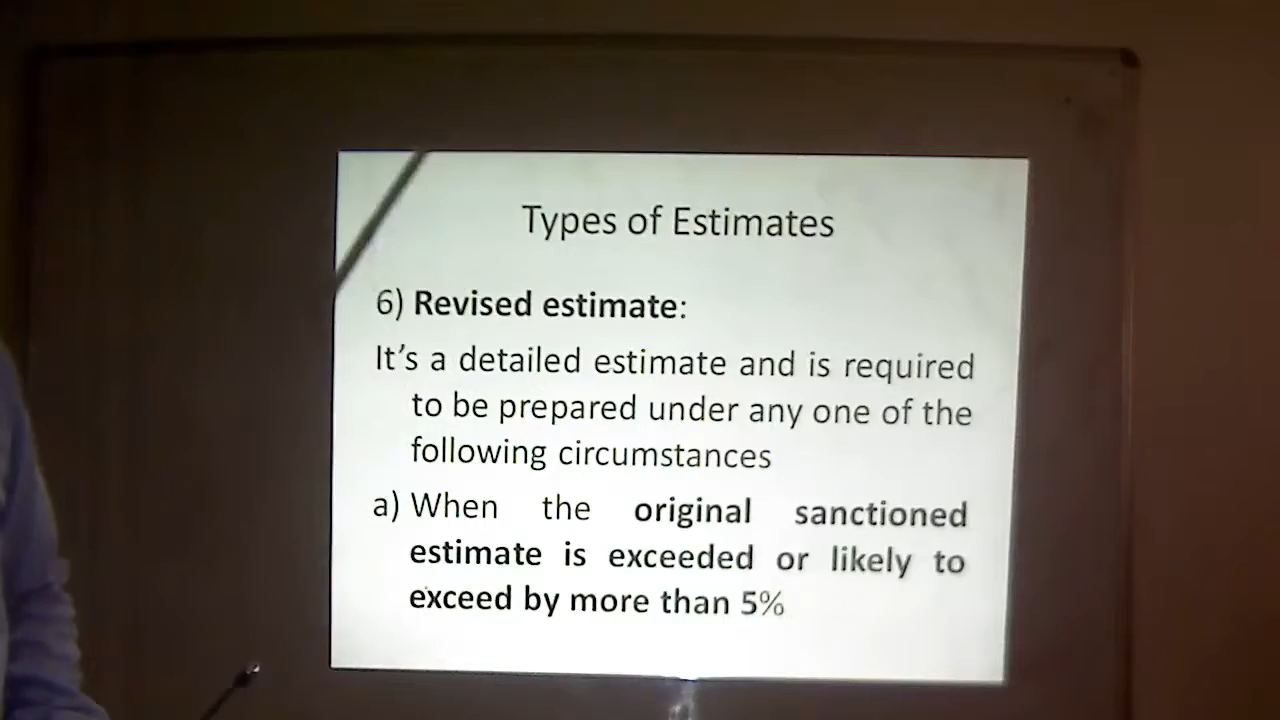 Types of Estimates
6) Revised estimate:
It's a detailed estimate and is required
to be prepared under any one of the
following circumstances
a) When the original sanctioned
estimate is exceeded or likely to
exceed by more than 5%